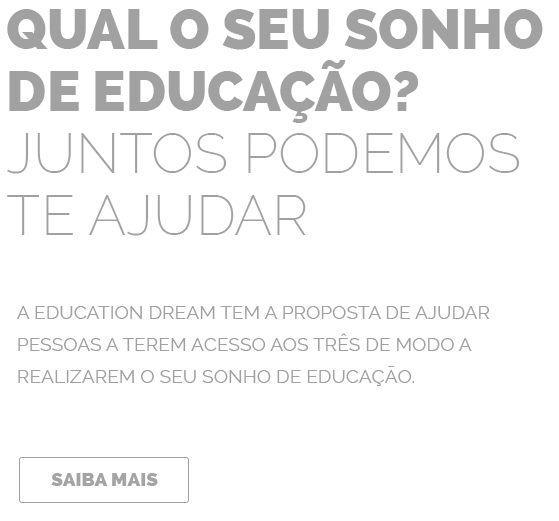 QUAL O SEU SONHO
DE EDUCAÇÃO?
JUNTOS PODEMOS
TE AJUDAR
A EDUCATION DREAM TEM A PROPOSTA DE AJUDAR
PESSOAS A TEREM ACESSO AOS TRÊS DE MODO A
REALIZAREM O SEU SONHO DE EDUCAÇÃO.
SAIBA MAIS